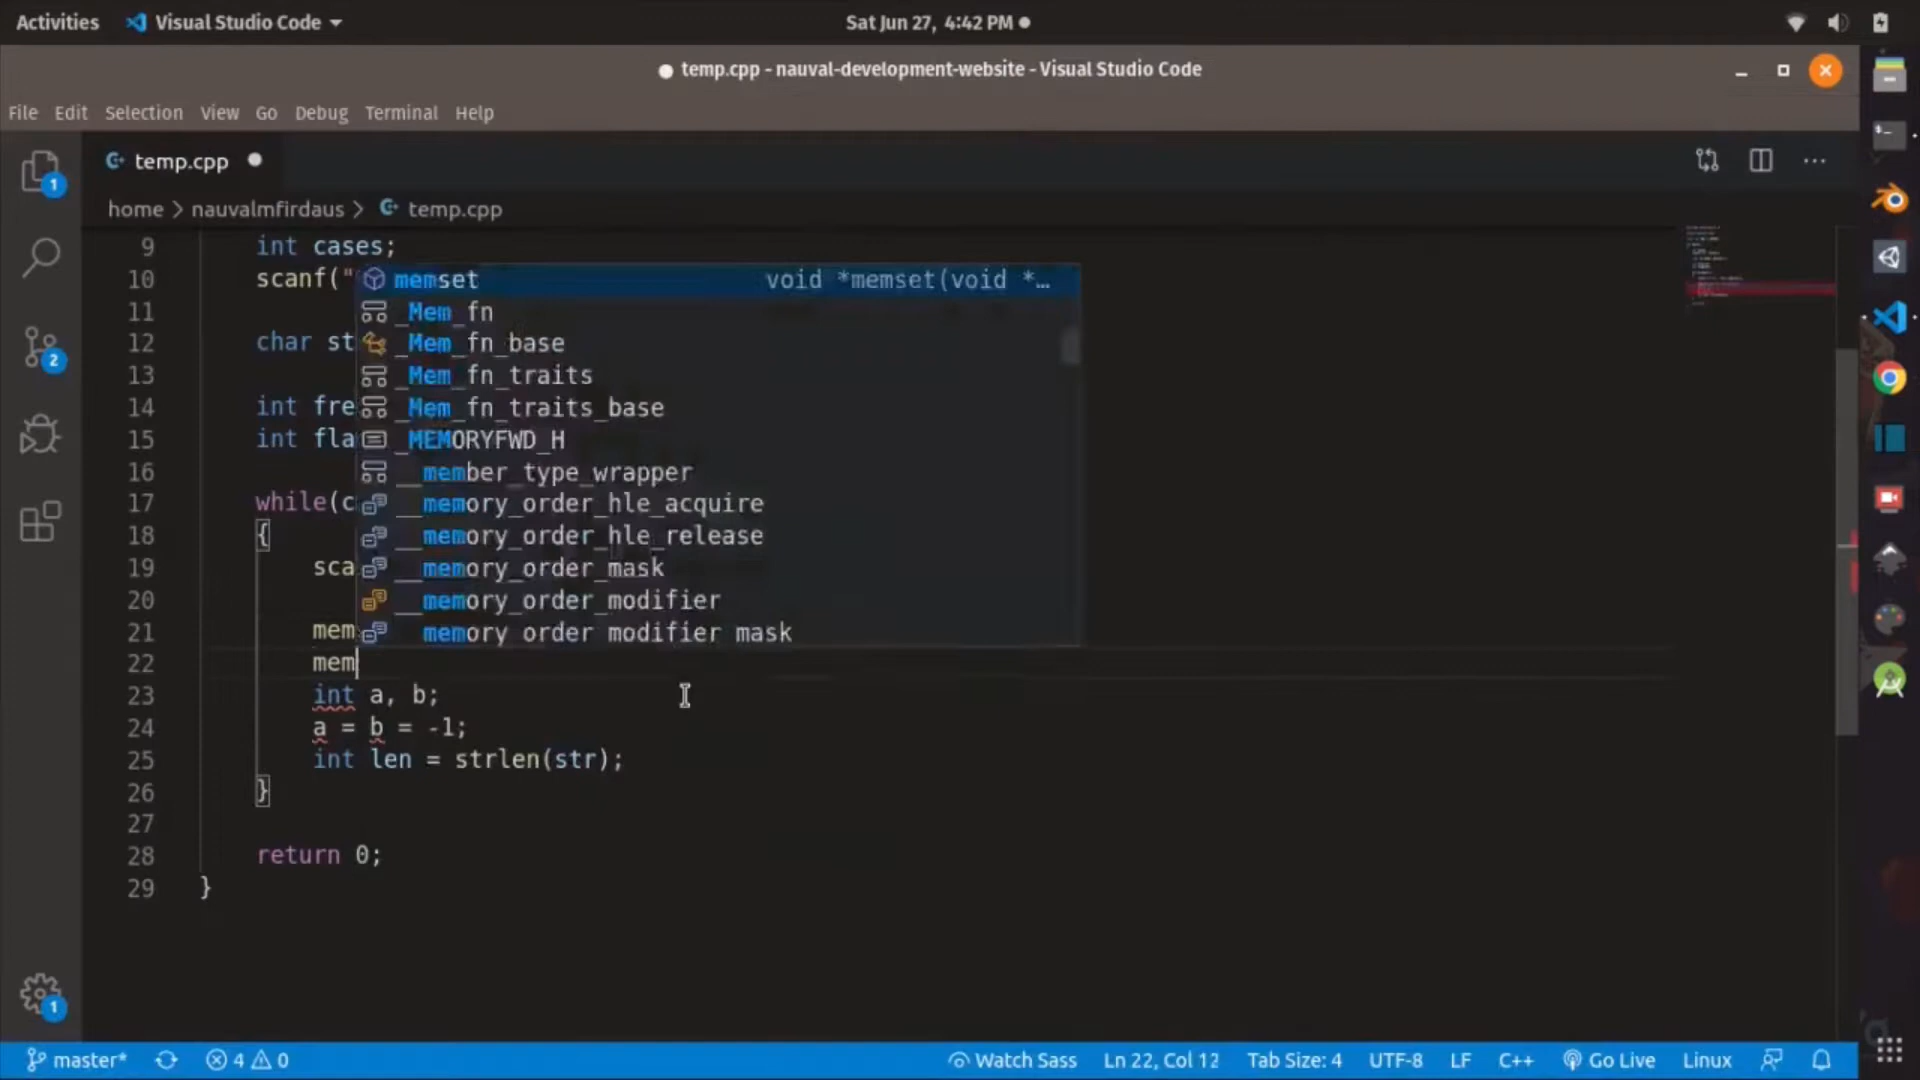 Activities Visual Studio Code Sat Jun 27, 4:42 PM
temp.cpp - nauval-development-website - Visual Studio Code
File Edit Selection View Go Debug Terminal Help
temp.cpp
home > nauvalmfirdaus > temp.cpp
9 int cases;
10 scanf(" memset void *memset(void *…
11 _Mem_fn
12 char st _Mem_fn_base
13 _Mem_fn_traits
14 int fre _Mem_fn_traits_base
15 int fla _MEMORYFWD_H
16 __member_type_wrapper
17 while(c __memory_order_hle_acquire
18 { __memory_order_hle_release
19 sca __memory_order_mask
20 __memory_order_modifier
21 mem __memory_order_modifier_mask
22 mem
23 int a, b;
24 a = b = -1;
25 int len = strlen(str);
26 }
27
28 return 0;
29 }
1
2
1
master* 4 0 Watch Sass Ln 22, Col 12 Tab Size: 4 UTF-8 LF C++ Go Live Linux